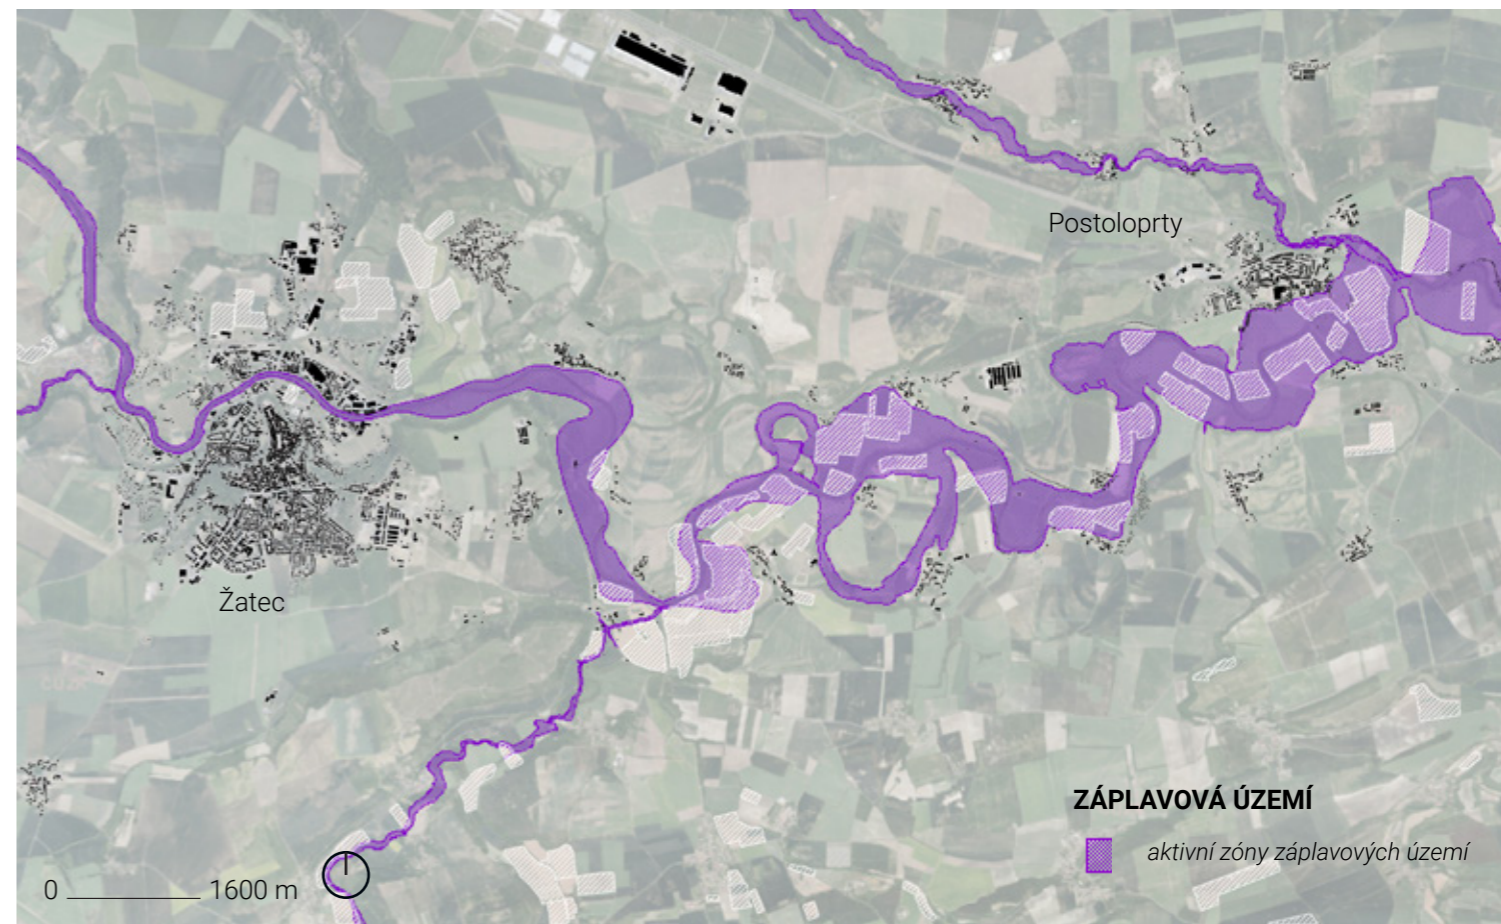 Postoloprty
Žatec
ZÁPLAVOVÁ ÚZEMÍ
aktivní zóny záplavových území
0 1600 m